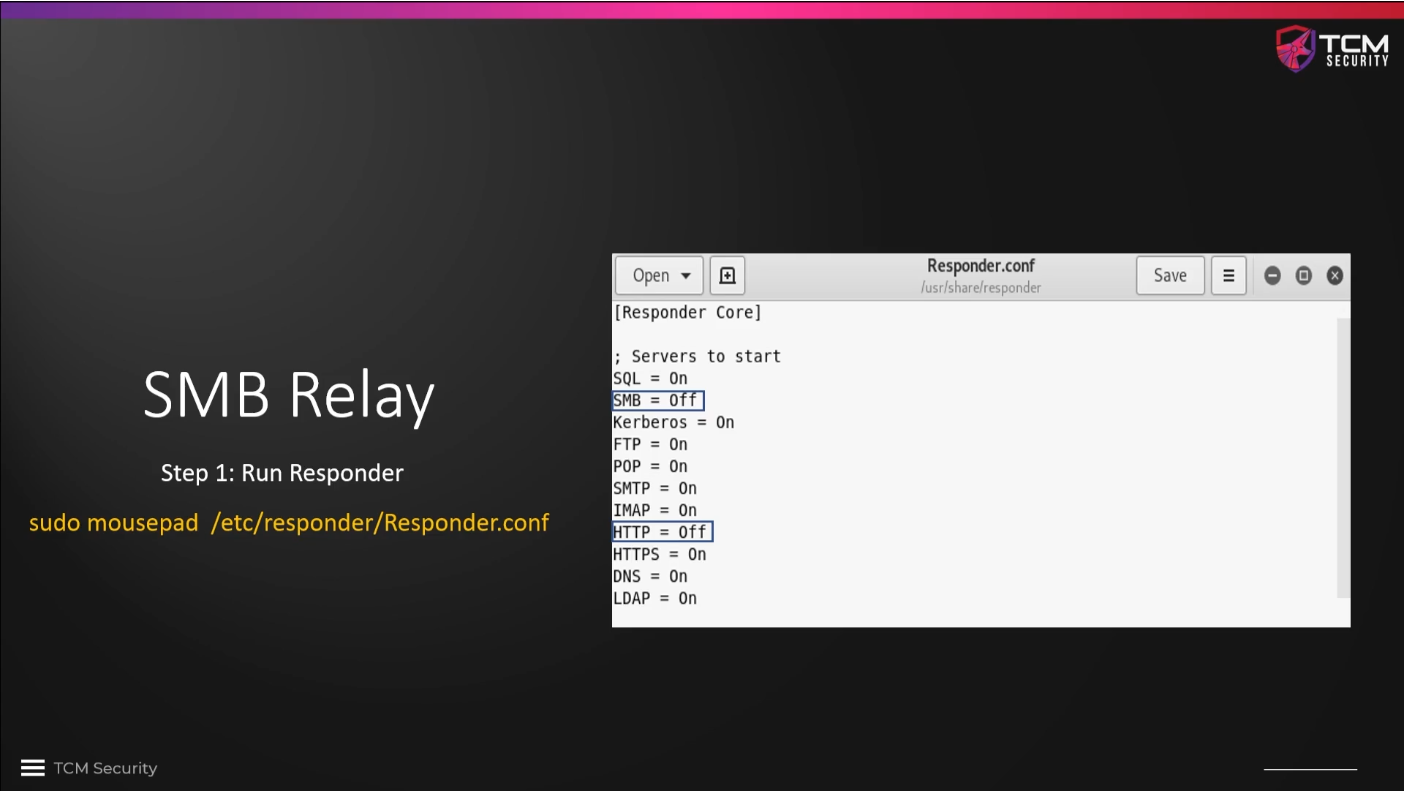 TCM
SECURITY
SMB Relay
Step 1: Run Responder
sudo mousepad  /etc/responder/Responder.conf
Open
Responder.conf
/usr/share/responder
Save
[Responder Core]
; Servers to start
SQL = On
SMB = Off
Kerberos = On
FTP = On
POP = On
SMTP = On
IMAP = On
HTTP = Off
HTTPS = On
DNS = On
LDAP = On
TCM Security